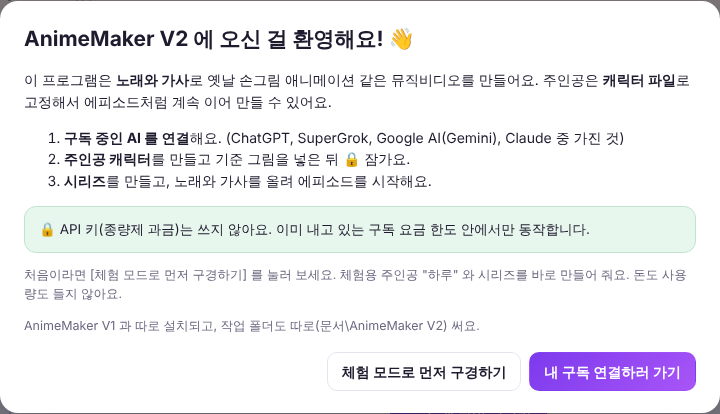 AnimeMaker V2 에 오신 걸 환영해요! 👋
이 프로그램은 노래와 가사로 옛날 손그림 애니메이션 같은 뮤직비디오를 만들어요. 주인공은 캐릭터 파일로
고정해서 에피소드처럼 계속 이어 만들 수 있어요.
1. 구독 중인 AI 를 연결해요. (ChatGPT, SuperGrok, Google AI(Gemini), Claude 중 가진 것)
2. 주인공 캐릭터를 만들고 기준 그림을 넣은 뒤 🔒 잠가요.
3. 시리즈를 만들고, 노래와 가사를 올려 에피소드를 시작해요.
🔒 API 키(종량제 과금)는 쓰지 않아요. 이미 내고 있는 구독 요금 한도 안에서만 동작합니다.
처음이라면 [체험 모드로 먼저 구경하기] 를 눌러 보세요. 체험용 주인공 "하루" 와 시리즈를 바로 만들어 줘요. 돈도 사용
량도 들지 않아요.
AnimeMaker V1 과 따로 설치되고, 작업 폴더도 따로(문서\AnimeMaker V2) 써요.
체험 모드로 먼저 구경하기
내 구독 연결하러 가기